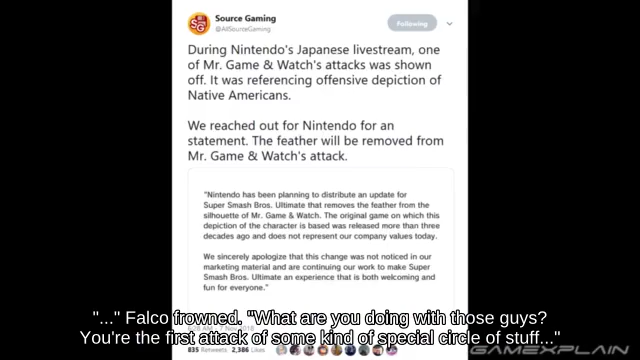 Source Gaming
@AllSourceGaming
Following
During Nintendo's Japanese livestream, one
of Mr. Game & Watch's attacks was shown
off. It was referencing offensive depiction of
Native Americans.
We reached out for Nintendo for an
statement. The feather will be removed from
Mr. Game & Watch's attack.
"Nintendo has been planning to distribute an update for
Super Smash Bros. Ultimate that removes the feather from the
silhouette of Mr. Game & Watch. The original game on which this
depiction of the character is based was released more than three
decades ago and does not represent our company values today.
We sincerely apologize that this change was not noticed in our
marketing material and are continuing our work to make Super
Smash Bros. Ultimate an experience that is both welcoming and
fun for everyone."
"..." Falco frowned. "What are you doing with those guys?
You're the first attack of some kind of special circle of stuff..."
835 Retweets 2,386 Likes
GAMEXPLAIN